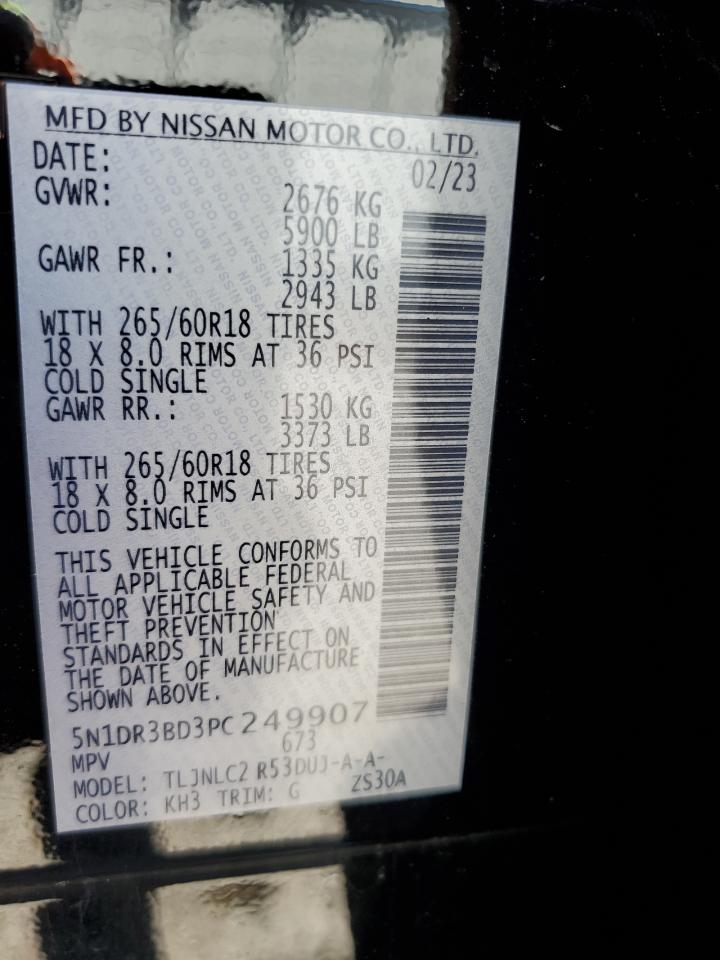 MFD BY NISSAN MOTOR CO., LTD.
DATE: 02/23
GVWR: 2676 KG
5900 LB
GAWR FR.: 1335 KG
2943 LB
WITH 265/60R18 TIRES
18 X 8.0 RIMS AT 36 PSI
COLD SINGLE
GAWR RR.: 1530 KG
3373 LB
WITH 265/60R18 TIRES
18 X 8.0 RIMS AT 36 PSI
COLD SINGLE
THIS VEHICLE CONFORMS TO
ALL APPLICABLE FEDERAL
MOTOR VEHICLE SAFETY AND
THEFT PREVENTION
STANDARDS IN EFFECT ON
THE DATE OF MANUFACTURE
SHOWN ABOVE.
5N1DR3BD3PC249907
MPV 673
MODEL: TLJNLC2 R53DUJ-A-A-
COLOR: KH3 TRIM: G ZS30A